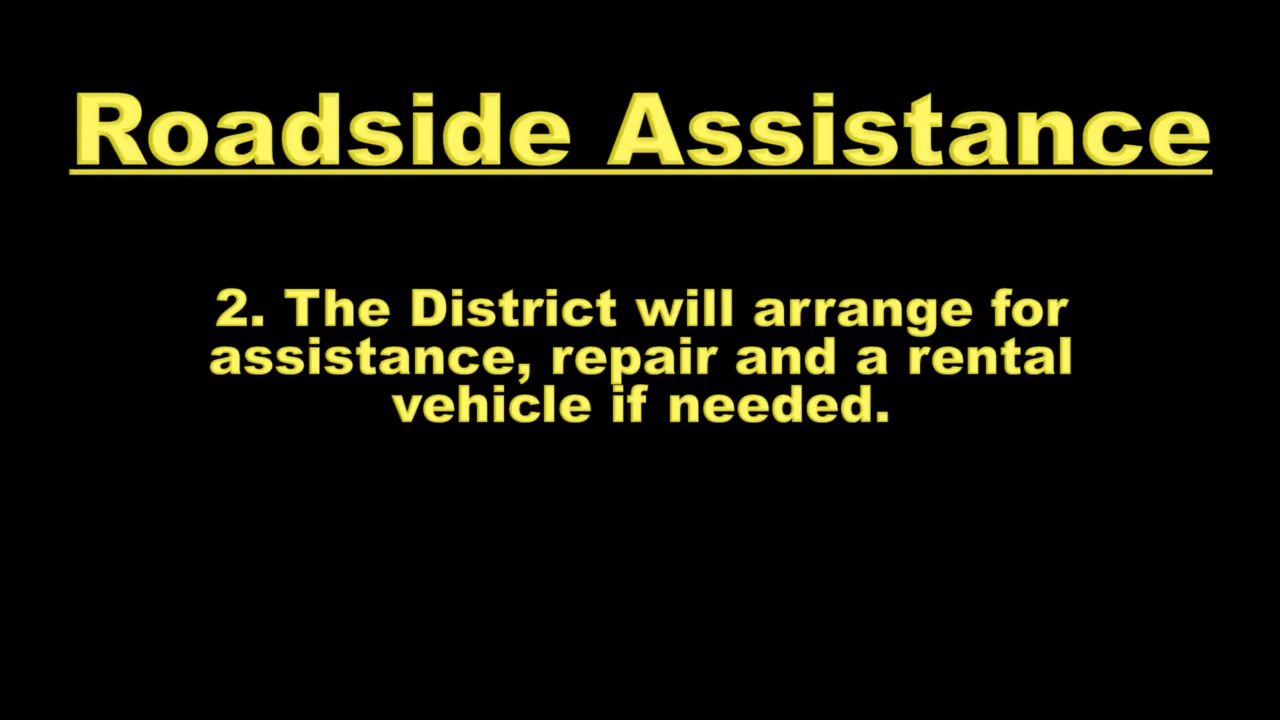 Roadside Assistance
2. The District will arrange for
assistance, repair and a rental
vehicle if needed.